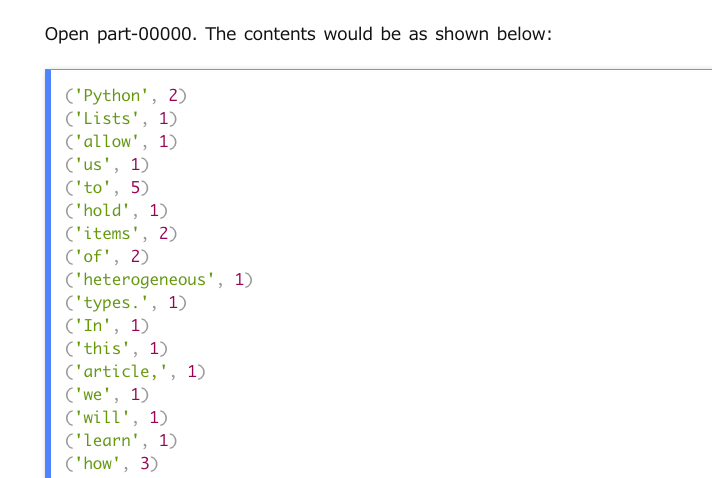 Open part-00000. The contents would be as shown below:
('Python', 2)
('Lists', 1)
('allow', 1)
('us', 1)
('to', 5)
('hold', 1)
('items', 2)
('of', 2)
('heterogeneous', 1)
('types.', 1)
('In', 1)
('this', 1)
('article,', 1)
('we', 1)
('will', 1)
('learn', 1)
('how', 3)